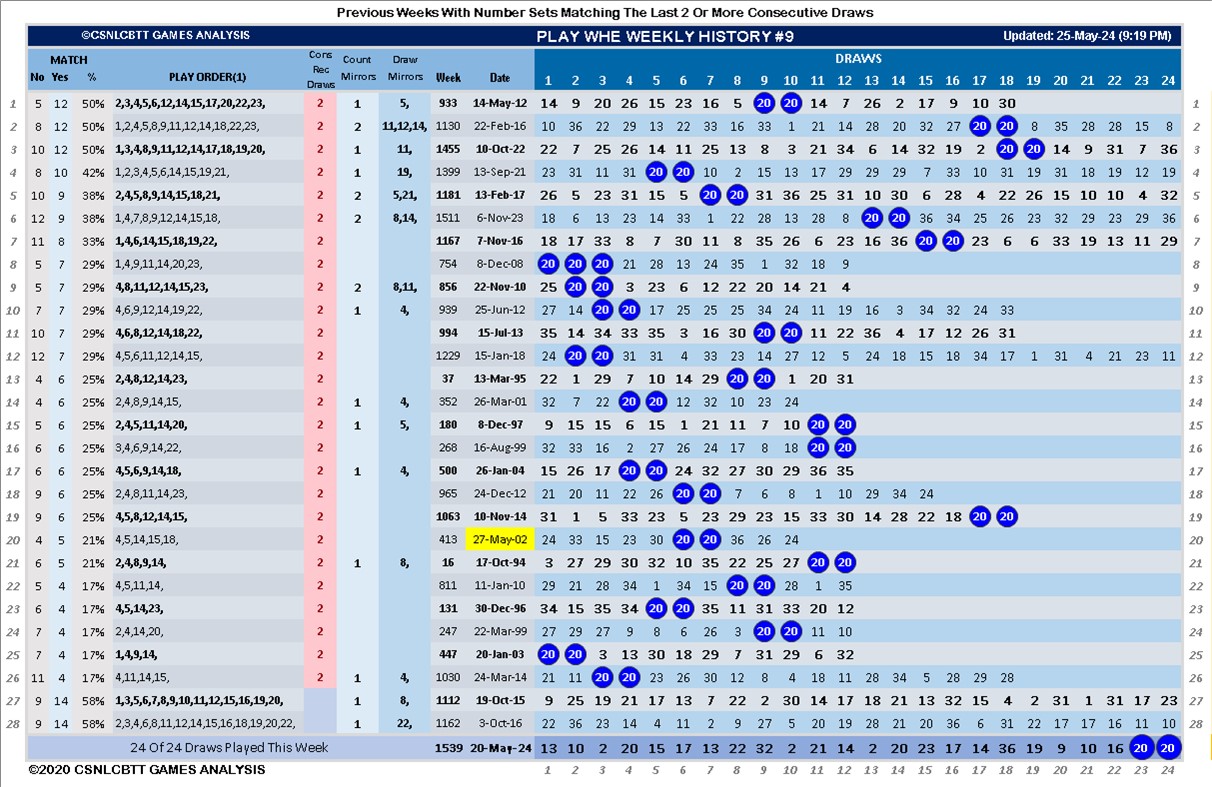 Previous Weeks With Number Sets Matching The Last 2 Or More Consecutive Draws
©CSNLCBTT GAMES ANALYSIS PLAY WHE WEEKLY HISTORY #9 Updated: 25-May-24 (9:19 PM)
MATCH Cons Rec Draws Count Mirrors Draw Mirrors DRAWS
No Yes % PLAY ORDER(1) Week Date 1 2 3 4 5 6 7 8 9 10 11 12 13 14 15 16 17 18 19 20 21 22 23 24
1 5 12 50% 2,3,4,5,6,12,14,15,17,20,22,23, 2 1 5, 933 14-May-12 14 9 20 26 15 23 16 5 20 20 14 7 26 2 17 9 10 30 1
2 8 12 50% 1,2,4,5,8,9,11,12,14,18,22,23, 2 2 11,12,14, 1130 22-Feb-16 10 36 22 29 13 28 33 16 33 1 21 14 28 20 32 27 20 20 8 35 28 28 15 8 2
3 10 12 50% 1,3,4,8,9,11,12,14,17,18,19,20, 2 1 11, 1455 10-Oct-22 22 7 25 26 14 11 25 13 8 3 21 34 6 14 32 19 2 20 20 14 9 31 7 36 3
4 8 10 42% 1,2,3,4,5,6,14,15,19,21, 2 1 19, 1399 13-Sep-21 23 31 11 31 20 20 8 10 2 15 13 17 29 29 29 7 33 10 31 19 31 18 19 12 19 4
5 10 9 38% 2,4,5,8,9,14,15,18,21, 2 2 5,21, 1181 13-Feb-17 26 5 23 31 15 5 20 20 31 36 25 31 31 10 30 6 28 4 22 26 15 10 10 4 32 5
6 12 9 38% 1,4,7,8,9,12,14,15,18, 2 2 8,14, 1511 6-Nov-23 18 6 13 23 14 33 1 22 28 13 28 8 20 20 36 34 25 26 23 32 29 23 29 36 6
7 11 8 33% 1,4,6,14,15,18,19,22, 2 1167 7-Nov-16 18 17 33 8 7 30 11 8 35 26 6 23 16 36 20 20 23 6 6 33 19 13 11 29 7
8 5 7 29% 1,4,9,11,14,20,23, 2 754 8-Dec-08 20 20 20 21 28 13 24 35 1 32 18 9 8
9 5 7 29% 4,8,11,12,14,15,23, 2 2 8,11, 856 22-Nov-10 25 20 20 3 23 6 12 22 20 14 21 4 9
10 7 7 29% 4,6,9,12,14,19,22, 2 1 4, 939 25-Jun-12 27 14 20 20 17 25 25 25 34 24 11 19 16 3 34 32 24 33 10
11 10 7 29% 4,6,8,12,14,18,22, 2 994 15-Jul-13 35 14 34 33 35 3 16 30 20 20 11 22 36 4 17 12 26 31 11
12 12 7 29% 4,5,6,11,12,14,15, 2 1229 15-Jan-18 24 20 20 31 31 4 33 23 14 27 12 5 24 18 15 18 34 17 1 31 4 21 23 11 12
13 4 6 25% 2,4,8,12,14,23, 2 37 13-Mar-95 22 1 29 7 10 14 29 20 20 1 20 31 13
14 4 6 25% 2,4,8,9,14,15, 2 1 4, 352 26-Mar-01 32 7 22 20 20 12 32 10 23 24 14
15 6 6 25% 2,4,5,11,14,20, 2 1 5, 180 8-Dec-97 9 15 15 6 15 1 21 11 7 10 20 20 15
16 6 6 25% 3,4,6,9,14,22, 2 268 16-Aug-99 32 33 16 2 27 26 24 17 8 18 20 20 16
17 6 6 25% 4,5,6,9,14,18, 2 1 4, 500 26-Jan-04 15 26 17 20 20 24 32 27 30 29 36 35 17
18 9 6 25% 2,4,8,11,14,23, 2 965 24-Dec-12 21 20 11 22 26 20 20 7 6 8 1 10 29 34 24 18
19 9 6 25% 4,5,8,12,14,15, 2 1063 10-Nov-14 31 1 5 33 23 5 23 29 23 15 33 30 14 28 22 18 20 20 19
20 4 5 21% 4,5,14,15,18, 2 413 27-May-02 24 33 15 23 30 20 20 36 26 24 20
21 6 5 21% 2,4,8,9,14, 2 1 8, 16 17-Oct-94 3 27 29 30 32 10 35 22 25 27 20 20 21
22 5 4 17% 4,5,11,14, 2 811 11-Jan-10 29 21 28 34 1 34 15 20 20 28 1 35 22
23 6 4 17% 4,5,14,23, 2 131 30-Dec-96 34 15 35 34 20 20 35 11 31 33 20 12 23
24 7 4 17% 2,4,14,20, 2 247 22-Mar-99 27 29 27 9 8 6 26 3 20 20 11 10 24
25 7 4 17% 1,4,9,14, 2 447 20-Jan-03 20 20 3 13 30 18 29 7 31 29 6 32 25
26 11 4 17% 4,11,14,15, 2 1 4, 1030 24-Mar-14 21 11 20 20 23 26 30 12 8 4 18 11 28 34 5 28 29 28 26
27 9 14 58% 1,3,5,6,7,8,9,10,11,12,15,16,19,20, 1 8, 1112 19-Oct-15 9 25 19 21 17 13 5 22 2 30 14 17 18 21 13 32 15 4 2 31 1 31 17 23 27
28 9 14 58% 2,3,4,6,8,11,12,14,15,16,18,19,20,22, 1 22, 1162 3-Oct-16 22 36 23 14 4 11 2 9 27 5 20 19 28 21 20 36 6 31 22 17 17 16 11 10 28
24 Of 24 Draws Played This Week 1539 20-May-24 13 10 2 20 15 17 13 22 32 2 21 14 2 20 23 17 14 36 19 9 10 16 20 20
©2020 CSNLCBTT GAMES ANALYSIS 1 2 3 4 5 6 7 8 9 10 11 12 13 14 15 16 17 18 19 20 21 22 23 24